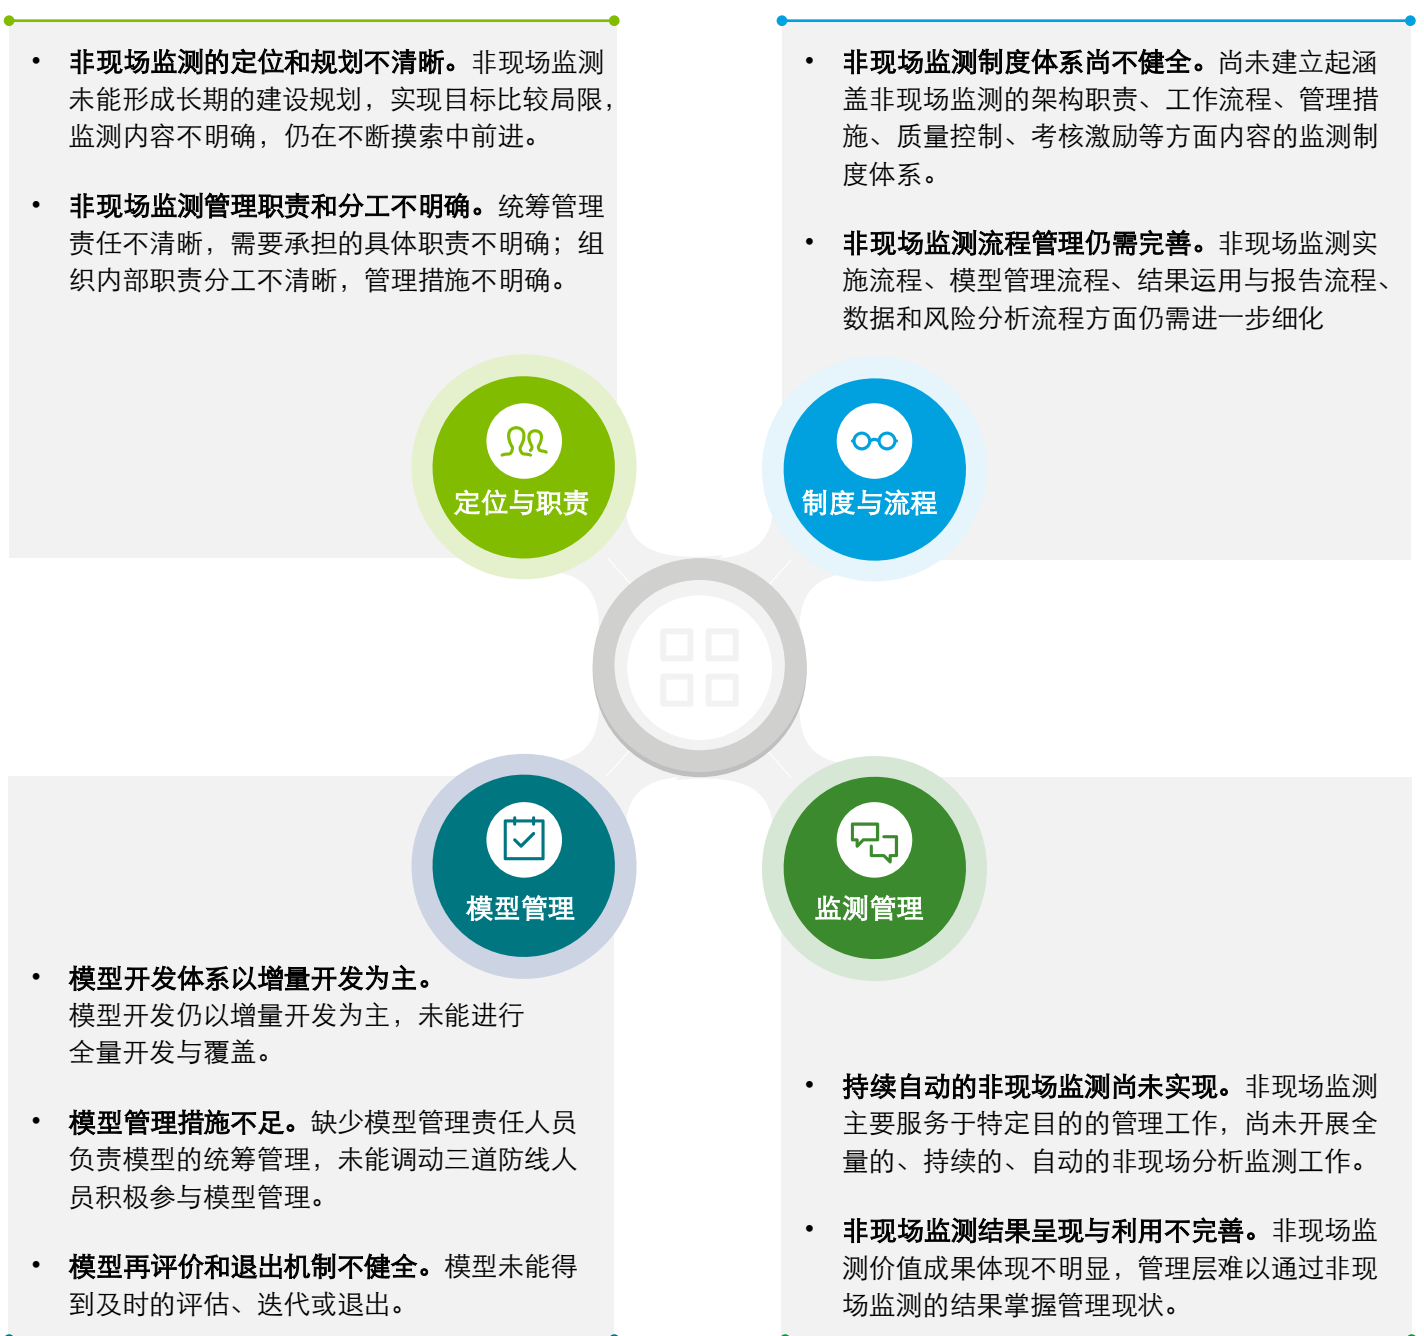 • 非现场监测的定位和规划不清晰。非现场监测
未能形成长期的建设规划，实现目标比较局限，
监测内容不明确，仍在不断摸索中前进。
• 非现场监测管理职责和分工不明确。统筹管理
责任不清晰，需要承担的具体职责不明确；组
织内部职责分工不清晰，管理措施不明确。
定位与职责
• 非现场监测制度体系尚不健全。尚未建立起涵
盖非现场监测的架构职责、工作流程、管理措
施、质量控制、考核激励等方面内容的监测制
度体系。
• 非现场监测流程管理仍需完善。非现场监测实
施流程、模型管理流程、结果运用与报告流程、
数据和风险分析流程方面仍需进一步细化
制度与流程
模型管理
• 模型开发体系以增量开发为主。
模型开发仍以增量开发为主，未能进行
全量开发与覆盖。
• 模型管理措施不足。缺少模型管理责任人员
负责模型的统筹管理，未能调动三道防线人
员积极参与模型管理。
• 模型再评价和退出机制不健全。模型未能得
到及时的评估、迭代或退出。
监测管理
• 持续自动的非现场监测尚未实现。非现场监测
主要服务于特定目的的管理工作，尚未开展全
量的、持续的、自动的非现场分析监测工作。
• 非现场监测结果呈现与利用不完善。非现场监
测价值成果体现不明显，管理层难以通过非现
场监测的结果掌握管理现状。